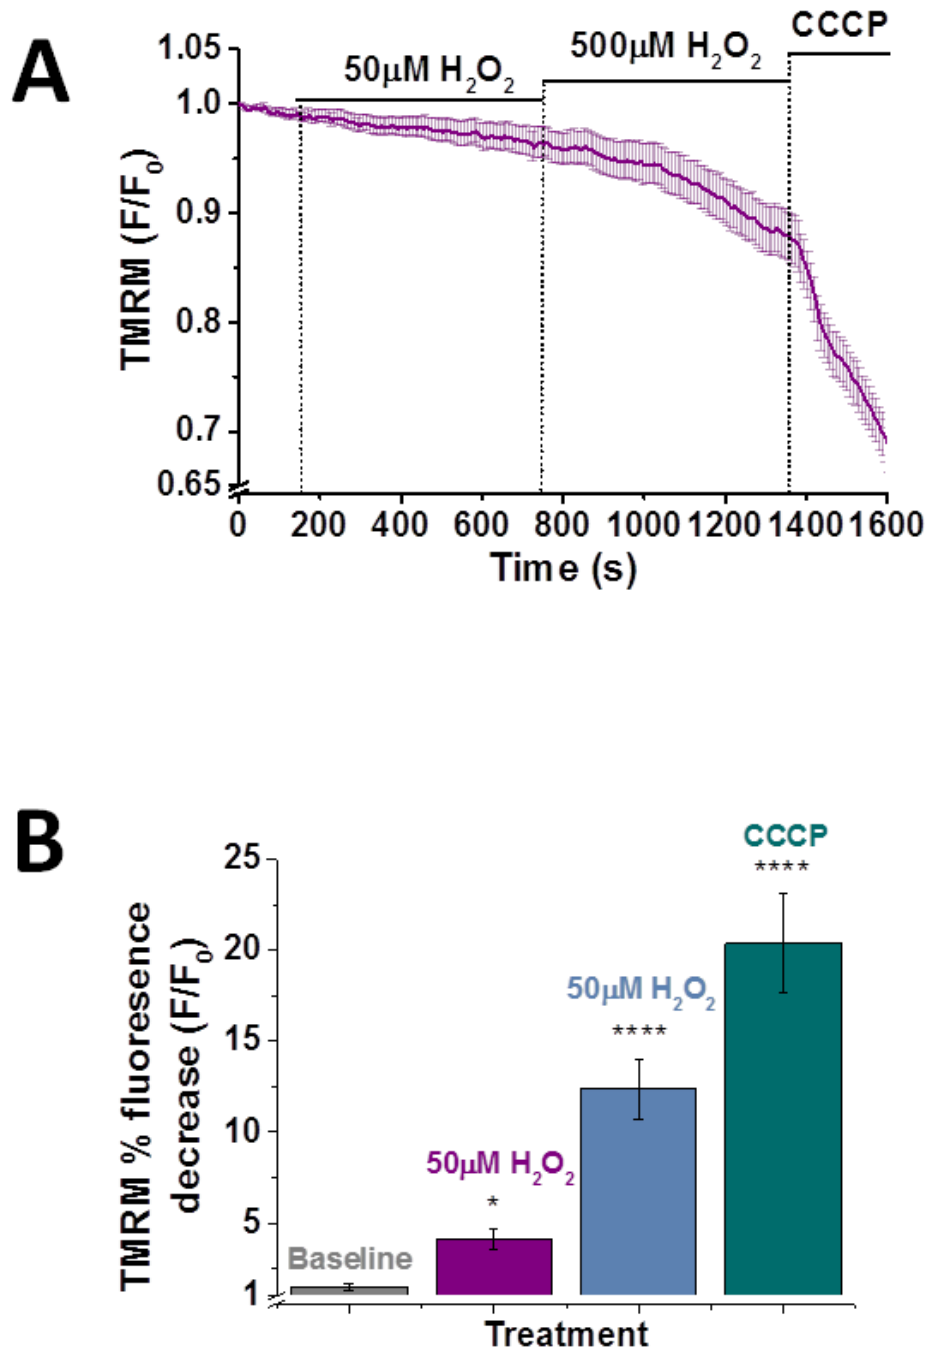 A
CCCP
500μM H₂O₂
50μM H₂O₂
1.05
1.0
0.9
0.8
0.7
0.65
TMRM (F/F₀)
0 200 400 600 800 1000 1200 1400 1600
Time (s)
B
TMRM % fluoresence
decrease (F/F₀)
25
20
15
10
5
1
CCCP
****
50μM H₂O₂
****
50μM H₂O₂
*
Baseline
Treatment